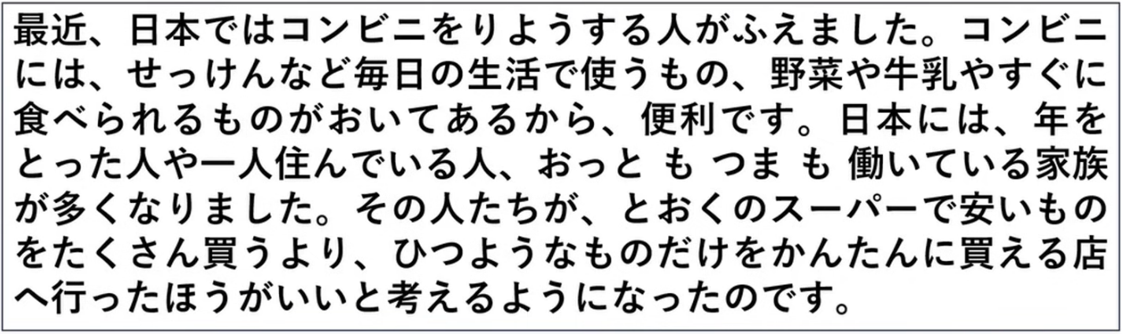 最近、日本ではコンビニをりようする人がふえました。コンビニ
には、せっけんなど毎日の生活で使うもの、野菜や牛乳やすぐに
食べられるものがおいてあるから、便利です。日本には、年を
とった人や一人住んでいる人、おっと も つま も 働いている家族
が多くなりました。その人たちが、とおくのスーパーで安いもの
をたくさん買うより、ひつようなものだけをかんたんに買える店
へ行ったほうがいいと考えるようになったのです。